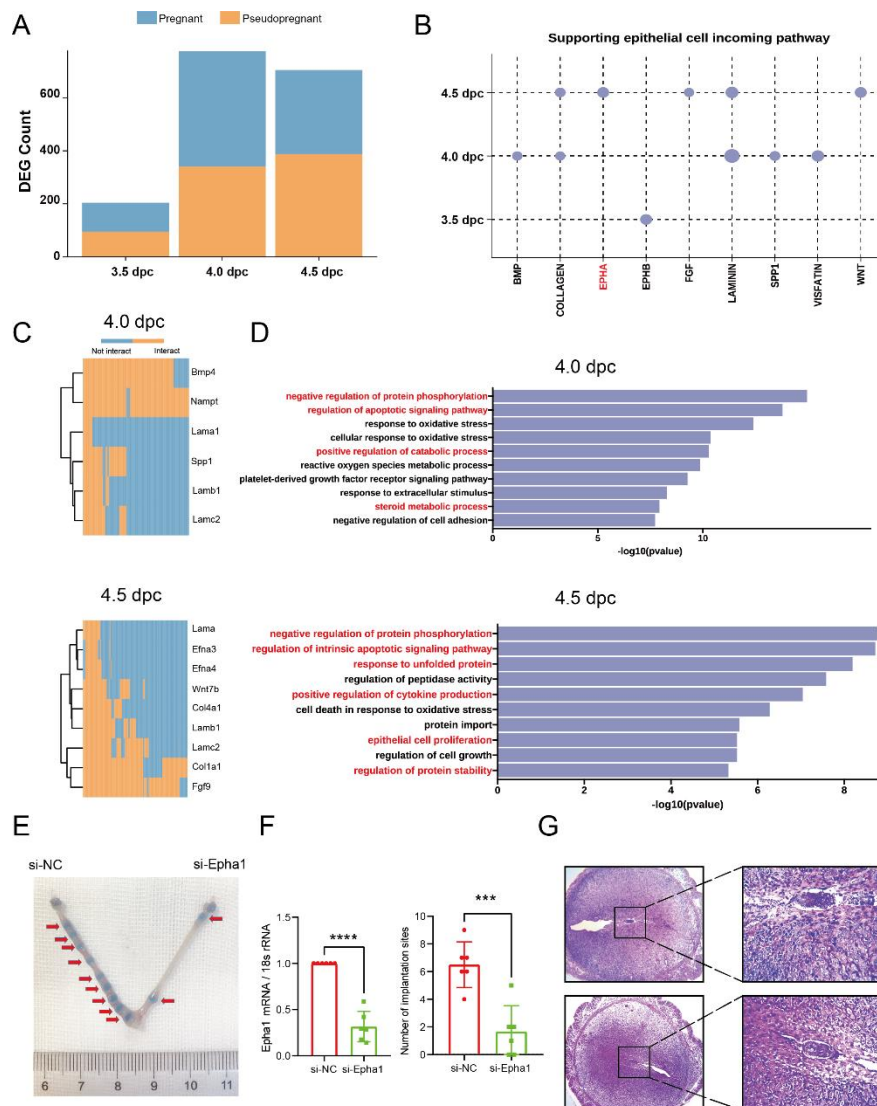 A
Pregnant
Pseudopregnant
DEG Count
600
400
200
0
3.5 dpc
4.0 dpc
4.5 dpc
B
Supporting epithelial cell incoming pathway
4.5 dpc
4.0 dpc
3.5 dpc
BMP
COLLAGEN
EPHA
EPHB
FGF
LAMININ
SPP1
VISFATIN
WNT
C
4.0 dpc
Not interact
Interact
Bmp4
Nampt
Lama1
Spp1
Lamb1
Lamc2
4.5 dpc
Lama
Efna3
Efna4
Wnt7b
Col4a1
Lamb1
Lamc2
Col1a1
Fgf9
D
4.0 dpc
negative regulation of protein phosphorylation
regulation of apoptotic signaling pathway
response to oxidative stress
cellular response to oxidative stress
positive regulation of catabolic process
reactive oxygen species metabolic process
platelet-derived growth factor receptor signaling pathway
response to extracellular stimulus
steroid metabolic process
negative regulation of cell adhesion
0 5 10
-log10(pvalue)
4.5 dpc
negative regulation of protein phosphorylation
regulation of intrinsic apoptotic signaling pathway
response to unfolded protein
regulation of peptidase activity
positive regulation of cytokine production
cell death in response to oxidative stress
protein import
epithelial cell proliferation
regulation of cell growth
regulation of protein stability
0 2 4 6 8
-log10(pvalue)
E
si-NC
si-Epha1
6 7 8 9 10 11
F
Epha1 mRNA / 18s rRNA
1.5
1.0
0.5
0.0
****
si-NC si-Epha1
Number of implantation sites
10
8
6
4
2
0
***
si-NC si-Epha1
G